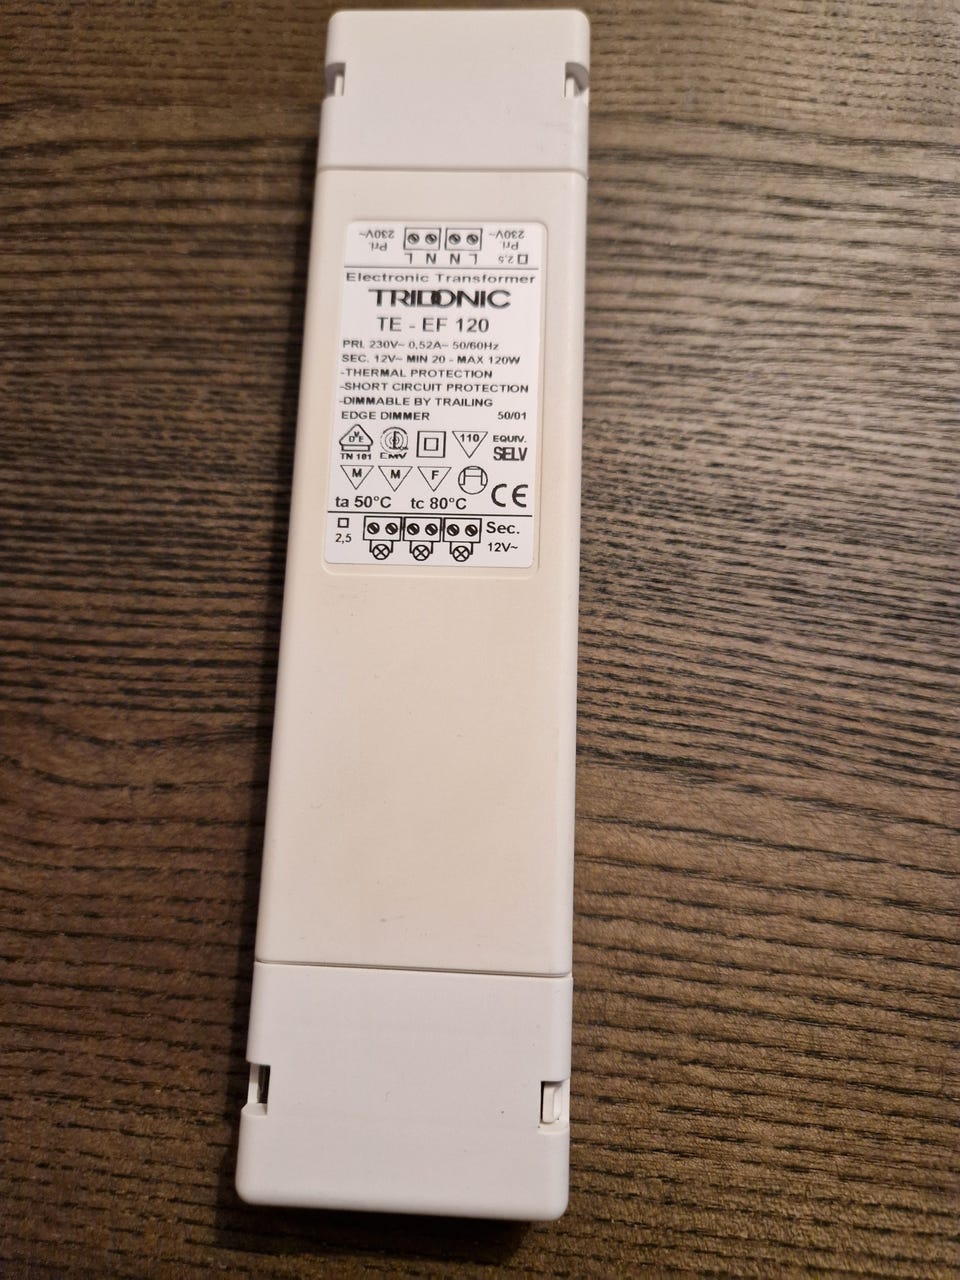 Pri. 230V~ Pri. 230V~
L N N L 2,5
Electronic Transformer
TRIDONIC
TE - EF 120
PRI. 230V~ 0,52A~ 50/60Hz
SEC. 12V~ MIN 20 - MAX 120W
-THERMAL PROTECTION
-SHORT CIRCUIT PROTECTION
-DIMMABLE BY TRAILING
EDGE DIMMER 50/01
VDE 110 EQUIV.
TN 181 EMV SELV
M M F CE
ta 50°C tc 80°C
Sec.
2,5 12V~